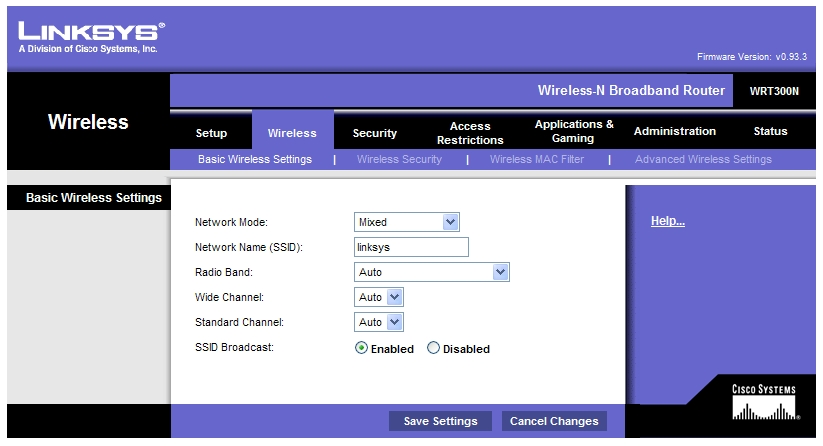 LINKSYS®
A Division of Cisco Systems, Inc.
Firmware Version: v0.93.3
Wireless-N Broadband Router WRT300N
Wireless
Setup Wireless Security Access Restrictions Applications & Gaming Administration Status
Basic Wireless Settings | Wireless Security | Wireless MAC Filter | Advanced Wireless Settings
Basic Wireless Settings
Help...
Network Mode: Mixed
Network Name (SSID): linksys
Radio Band: Auto
Wide Channel: Auto
Standard Channel: Auto
SSID Broadcast: Enabled Disabled
CISCO SYSTEMS
Save Settings Cancel Changes